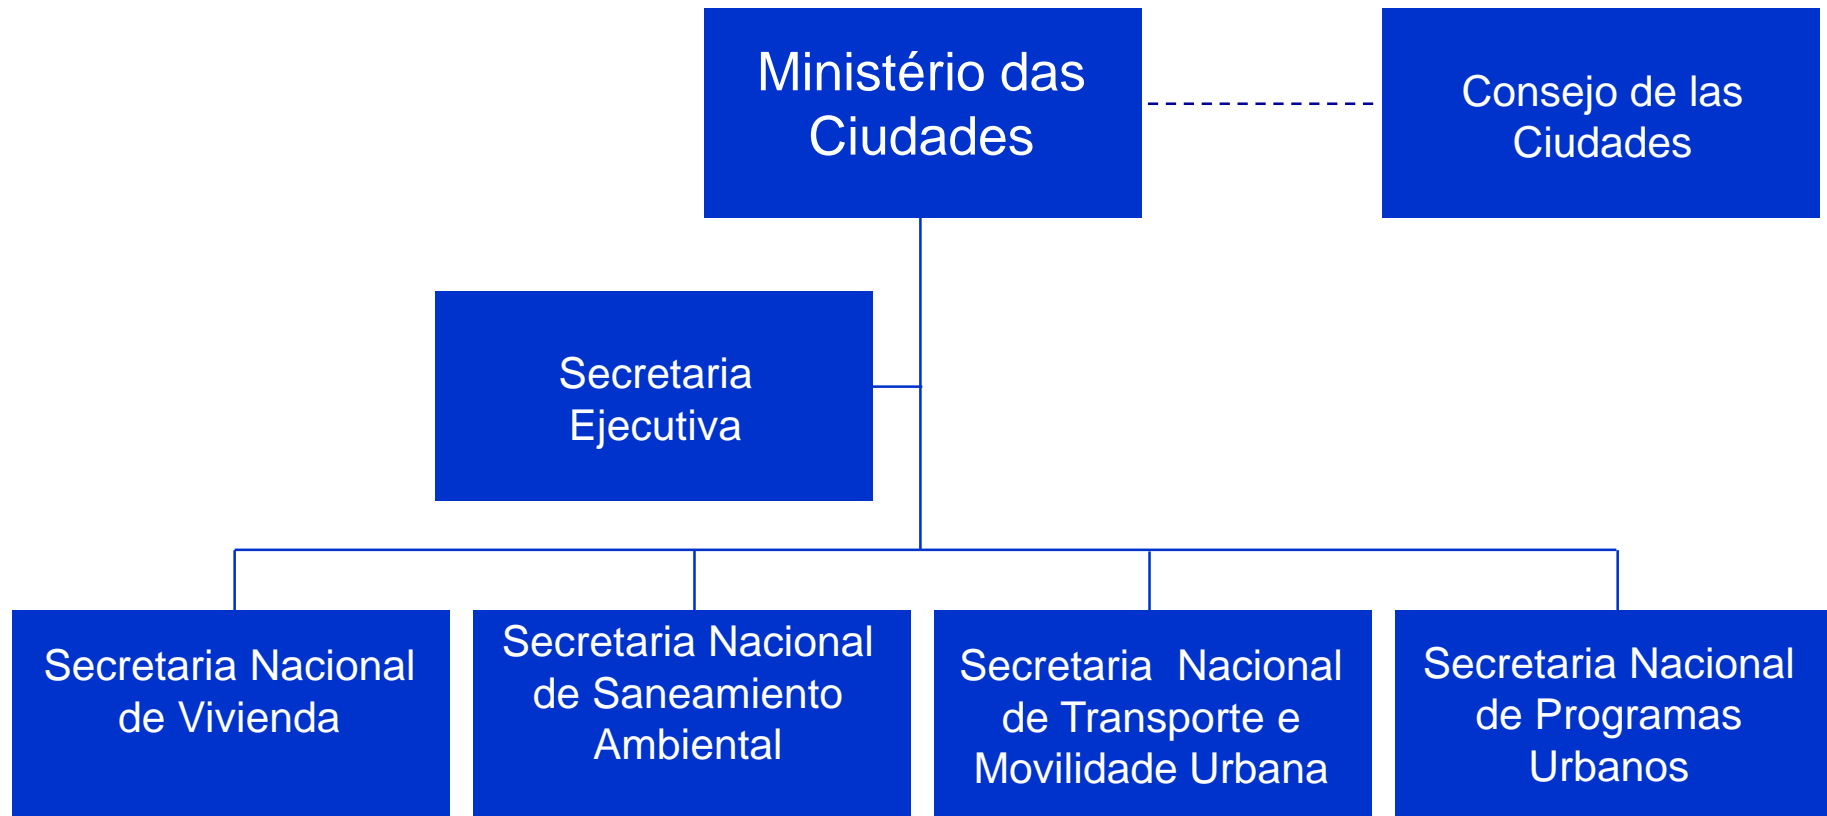 Ministério das
Ciudades
Consejo de las
Ciudades
Secretaria
Ejecutiva
Secretaria Nacional
de Vivienda
Secretaria Nacional
de Saneamiento
Ambiental
Secretaria  Nacional
de Transporte e
Movilidade Urbana
Secretaria Nacional
de Programas
Urbanos